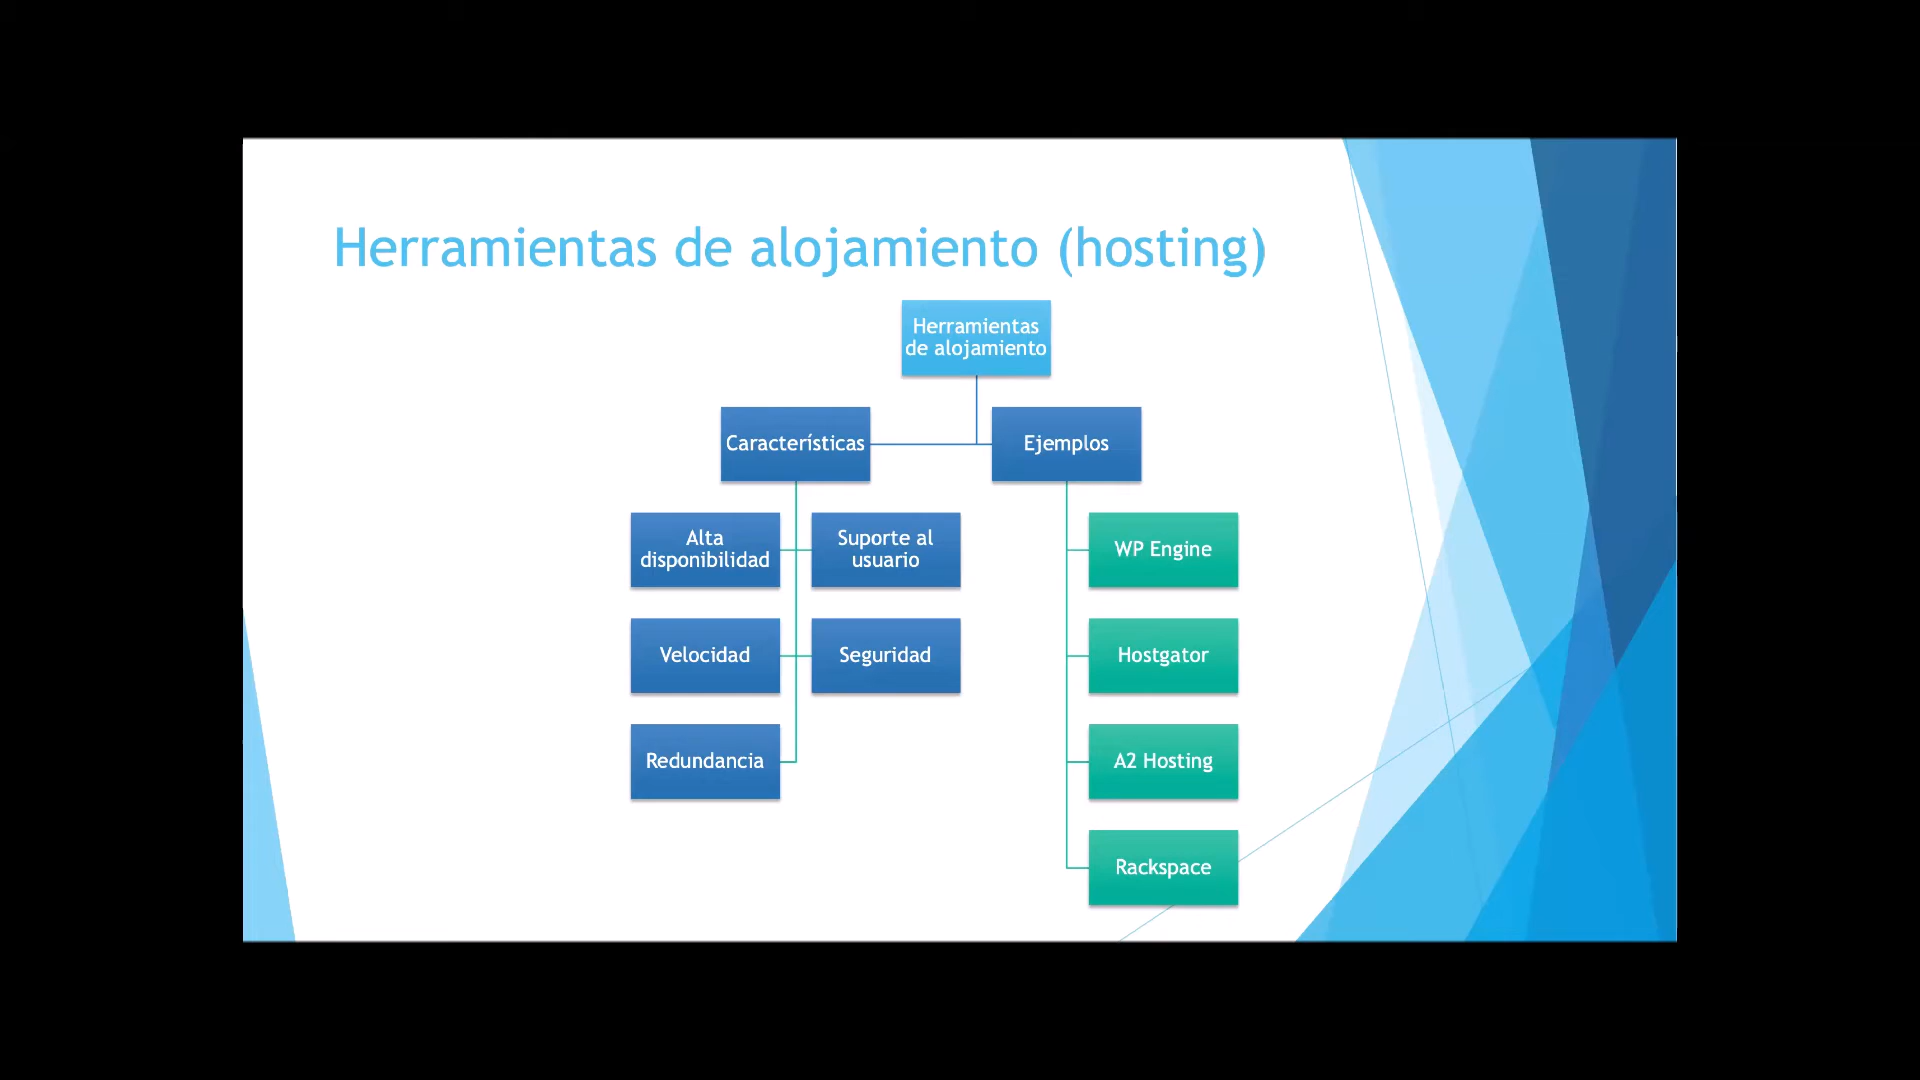 Herramientas de alojamiento (hosting)
Herramientas
de alojamiento
Características
Ejemplos
Alta
disponibilidad
Suporte al
usuario
WP Engine
Velocidad
Seguridad
Hostgator
Redundancia
A2 Hosting
Rackspace